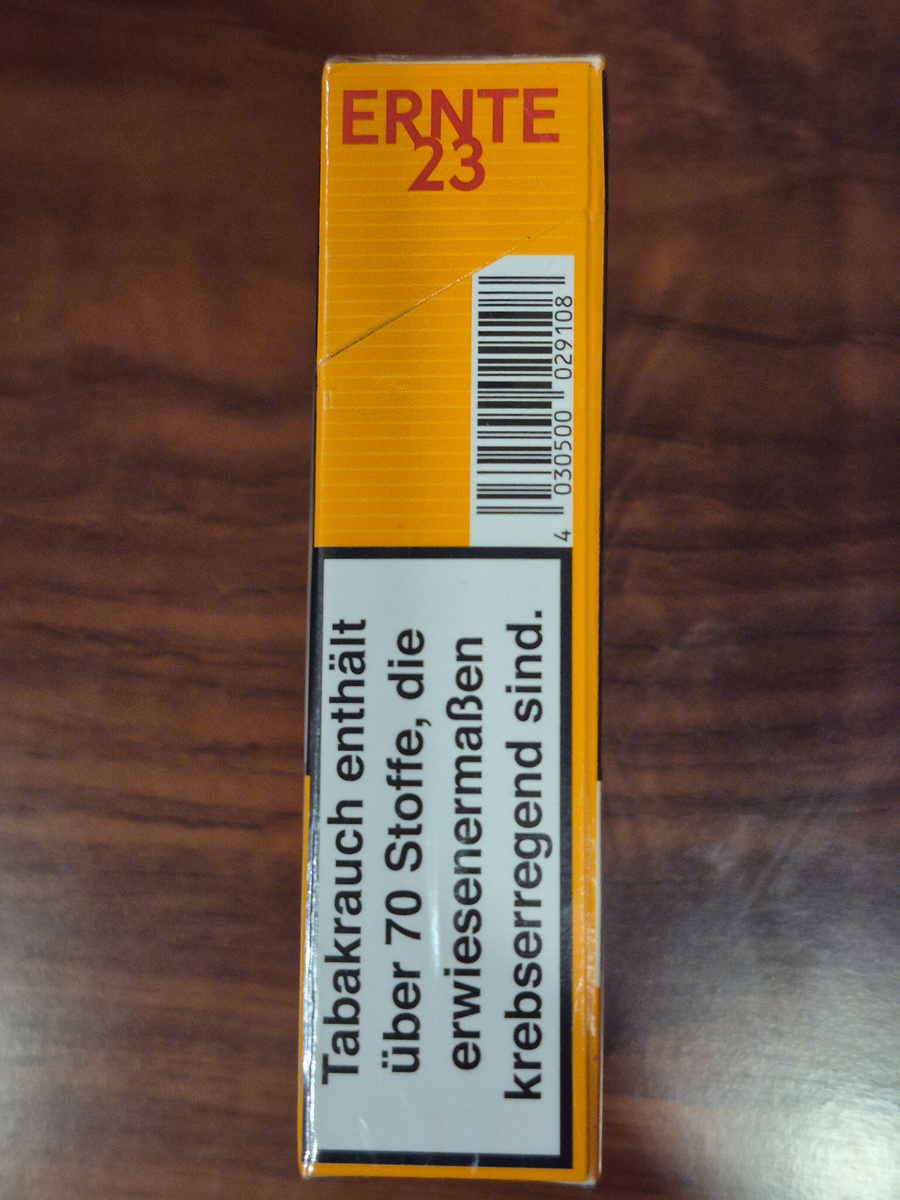 ERNTE
23
4 030500 029108
Tabakrauch enthält
über 70 Stoffe, die
erwiesenermaßen
krebserregend sind.